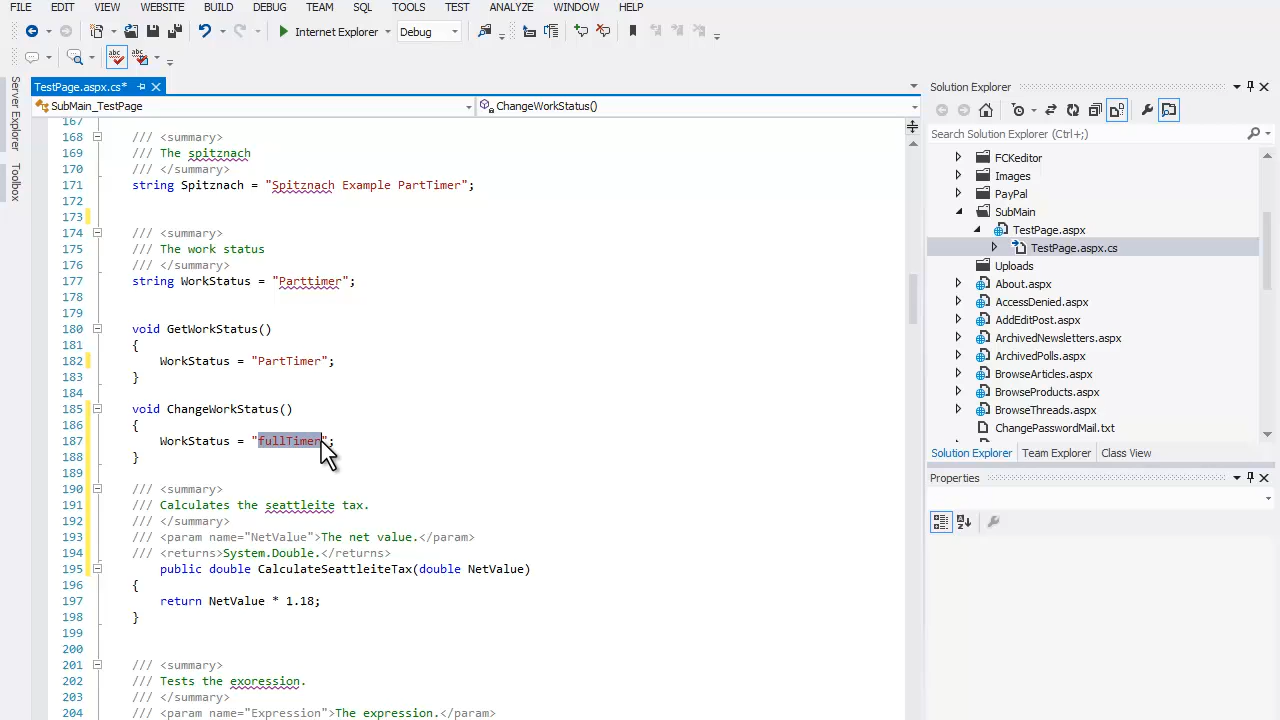 FILE EDIT VIEW WEBSITE BUILD DEBUG TEAM SQL TOOLS TEST ANALYZE WINDOW HELP
Internet Explorer Debug
abc abc
Server Explorer
Toolbox
TestPage.aspx.cs*
SubMain_TestPage ChangeWorkStatus()
167
168 /// <summary>
169 /// The spitznach
170 /// </summary>
171 string Spitznach = "Spitznach Example PartTimer";
172
173
174 /// <summary>
175 /// The work status
176 /// </summary>
177 string WorkStatus = "Parttimer";
178
179
180 void GetWorkStatus()
181 {
182 WorkStatus = "PartTimer";
183 }
184
185 void ChangeWorkStatus()
186 {
187 WorkStatus = "fullTimer";
188 }
189
190 /// <summary>
191 /// Calculates the seattleite tax.
192 /// </summary>
193 /// <param name="NetValue">The net value.</param>
194 /// <returns>System.Double.</returns>
195 public double CalculateSeattleiteTax(double NetValue)
196 {
197 return NetValue * 1.18;
198 }
199
200
201 /// <summary>
202 /// Tests the exoression.
203 /// </summary>
204 /// <param name="Expression">The expression.</param>
Solution Explorer
Search Solution Explorer (Ctrl+;)
FCKeditor
Images
PayPal
SubMain
TestPage.aspx
TestPage.aspx.cs
Uploads
About.aspx
AccessDenied.aspx
AddEditPost.aspx
ArchivedNewsletters.aspx
ArchivedPolls.aspx
BrowseArticles.aspx
BrowseProducts.aspx
BrowseThreads.aspx
ChangePasswordMail.txt
Solution Explorer Team Explorer Class View
Properties